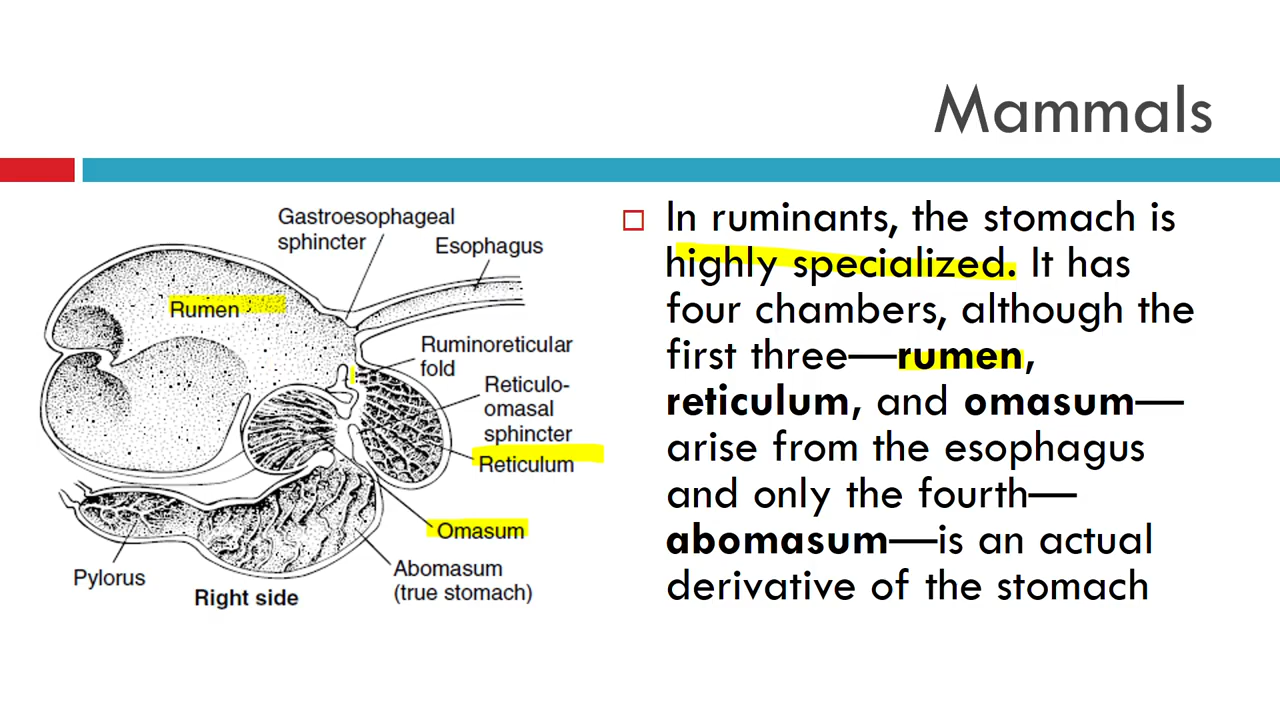 Mammals
Gastroesophageal
sphincter
Esophagus
Rumen
Ruminoreticular
fold
Reticulo-
omasal
sphincter
Reticulum
Omasum
Abomasum
(true stomach)
Pylorus
Right side
In ruminants, the stomach is
highly specialized. It has
four chambers, although the
first three—rumen,
reticulum, and omasum—
arise from the esophagus
and only the fourth—
abomasum—is an actual
derivative of the stomach